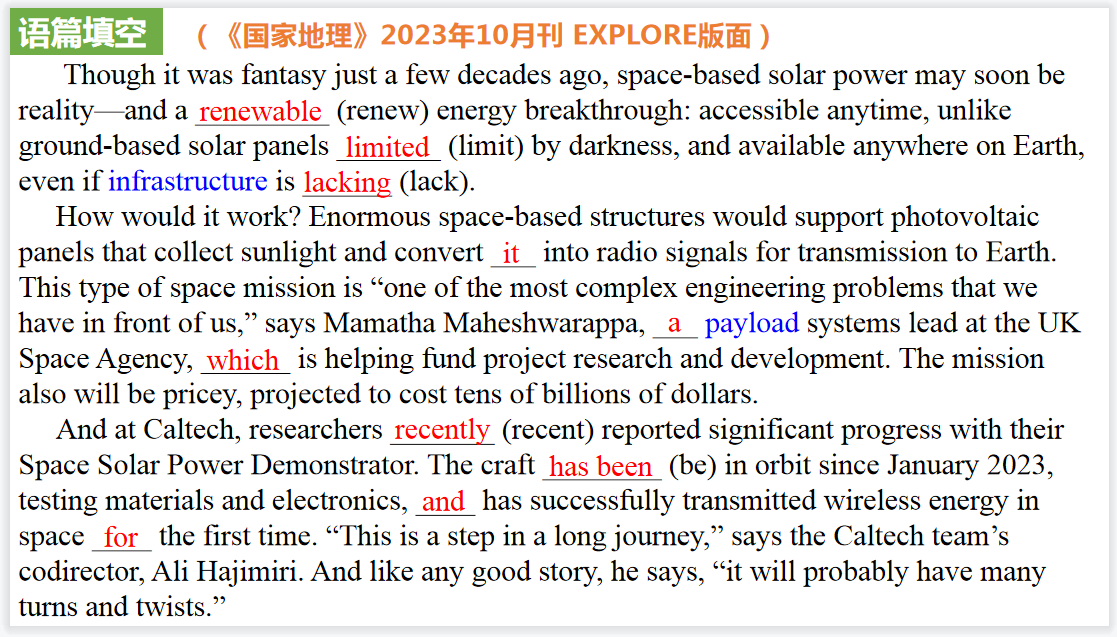 语篇填空 （《国家地理》2023年10月刊 EXPLORE版面）
Though it was fantasy just a few decades ago, space-based solar power may soon be
reality—and a renewable (renew) energy breakthrough: accessible anytime, unlike
ground-based solar panels limited (limit) by darkness, and available anywhere on Earth,
even if infrastructure is lacking (lack).
How would it work? Enormous space-based structures would support photovoltaic
panels that collect sunlight and convert it into radio signals for transmission to Earth.
This type of space mission is “one of the most complex engineering problems that we
have in front of us,” says Mamatha Maheshwarappa, a payload systems lead at the UK
Space Agency, which is helping fund project research and development. The mission
also will be pricey, projected to cost tens of billions of dollars.
And at Caltech, researchers recently (recent) reported significant progress with their
Space Solar Power Demonstrator. The craft has been (be) in orbit since January 2023,
testing materials and electronics, and has successfully transmitted wireless energy in
space for the first time. “This is a step in a long journey,” says the Caltech team’s
codirector, Ali Hajimiri. And like any good story, he says, “it will probably have many
turns and twists.”